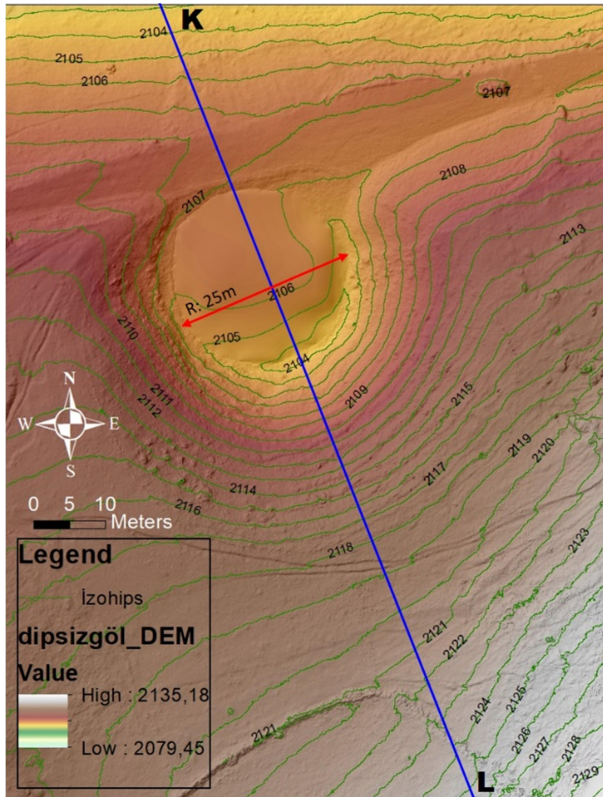 K
2104
2105
2106
2107
2108
2107
2113
R: 25m
2106
2110
2105
2104
2111
2109
2115
2112
N
W E
S
2119
2120
2117
2114
2116
0 5 10
Meters
2118
2123
Legend
İzohips
dipsizgöl_DEM
Value
High : 2135,18
Low : 2079,45
2121
2122
2121
2124
2125
2126
2127
2128
2129
L